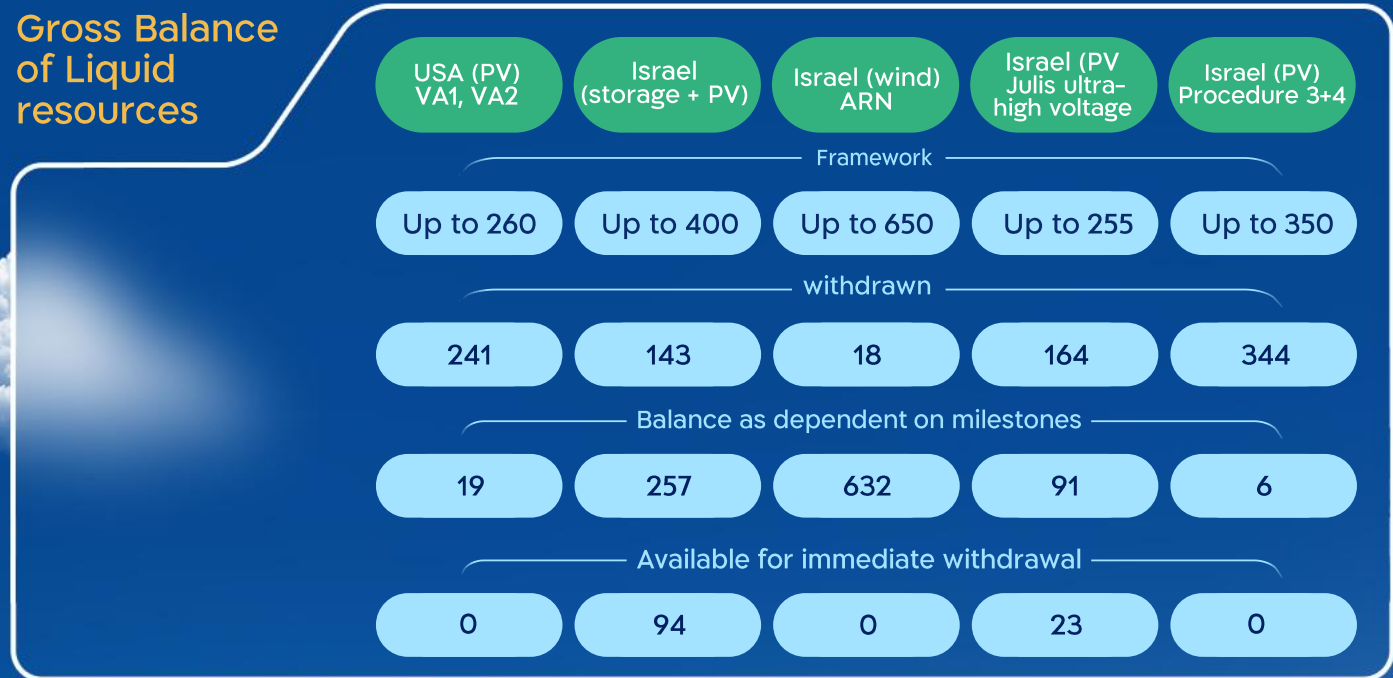 Gross Balance
of Liquid
resources
USA (PV)
VA1, VA2
Israel
(storage + PV)
Israel (wind)
ARN
Israel (PV
Julis ultra-
high voltage
Israel (PV)
Procedure 3+4
Framework
Up to 260
Up to 400
Up to 650
Up to 255
Up to 350
withdrawn
241
143
18
164
344
Balance as dependent on milestones
19
257
632
91
6
Available for immediate withdrawal
0
94
0
23
0